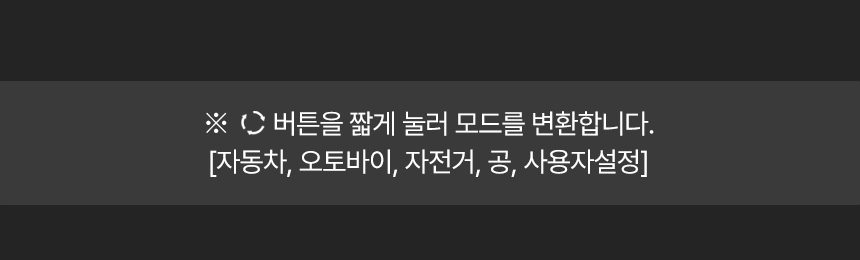 ※ 버튼을 짧게 눌러 모드를 변환합니다.
[자동차, 오토바이, 자전거, 공, 사용자설정]